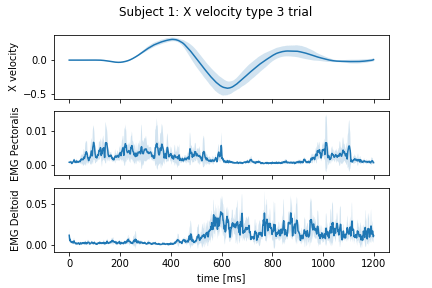 Subject 1: X velocity type 3 trial
X velocity
0.0
−0.5
EMG Pectoralis
0.01
0.00
EMG Deltoid
0.05
0.00
0 200 400 600 800 1000 1200
time [ms]